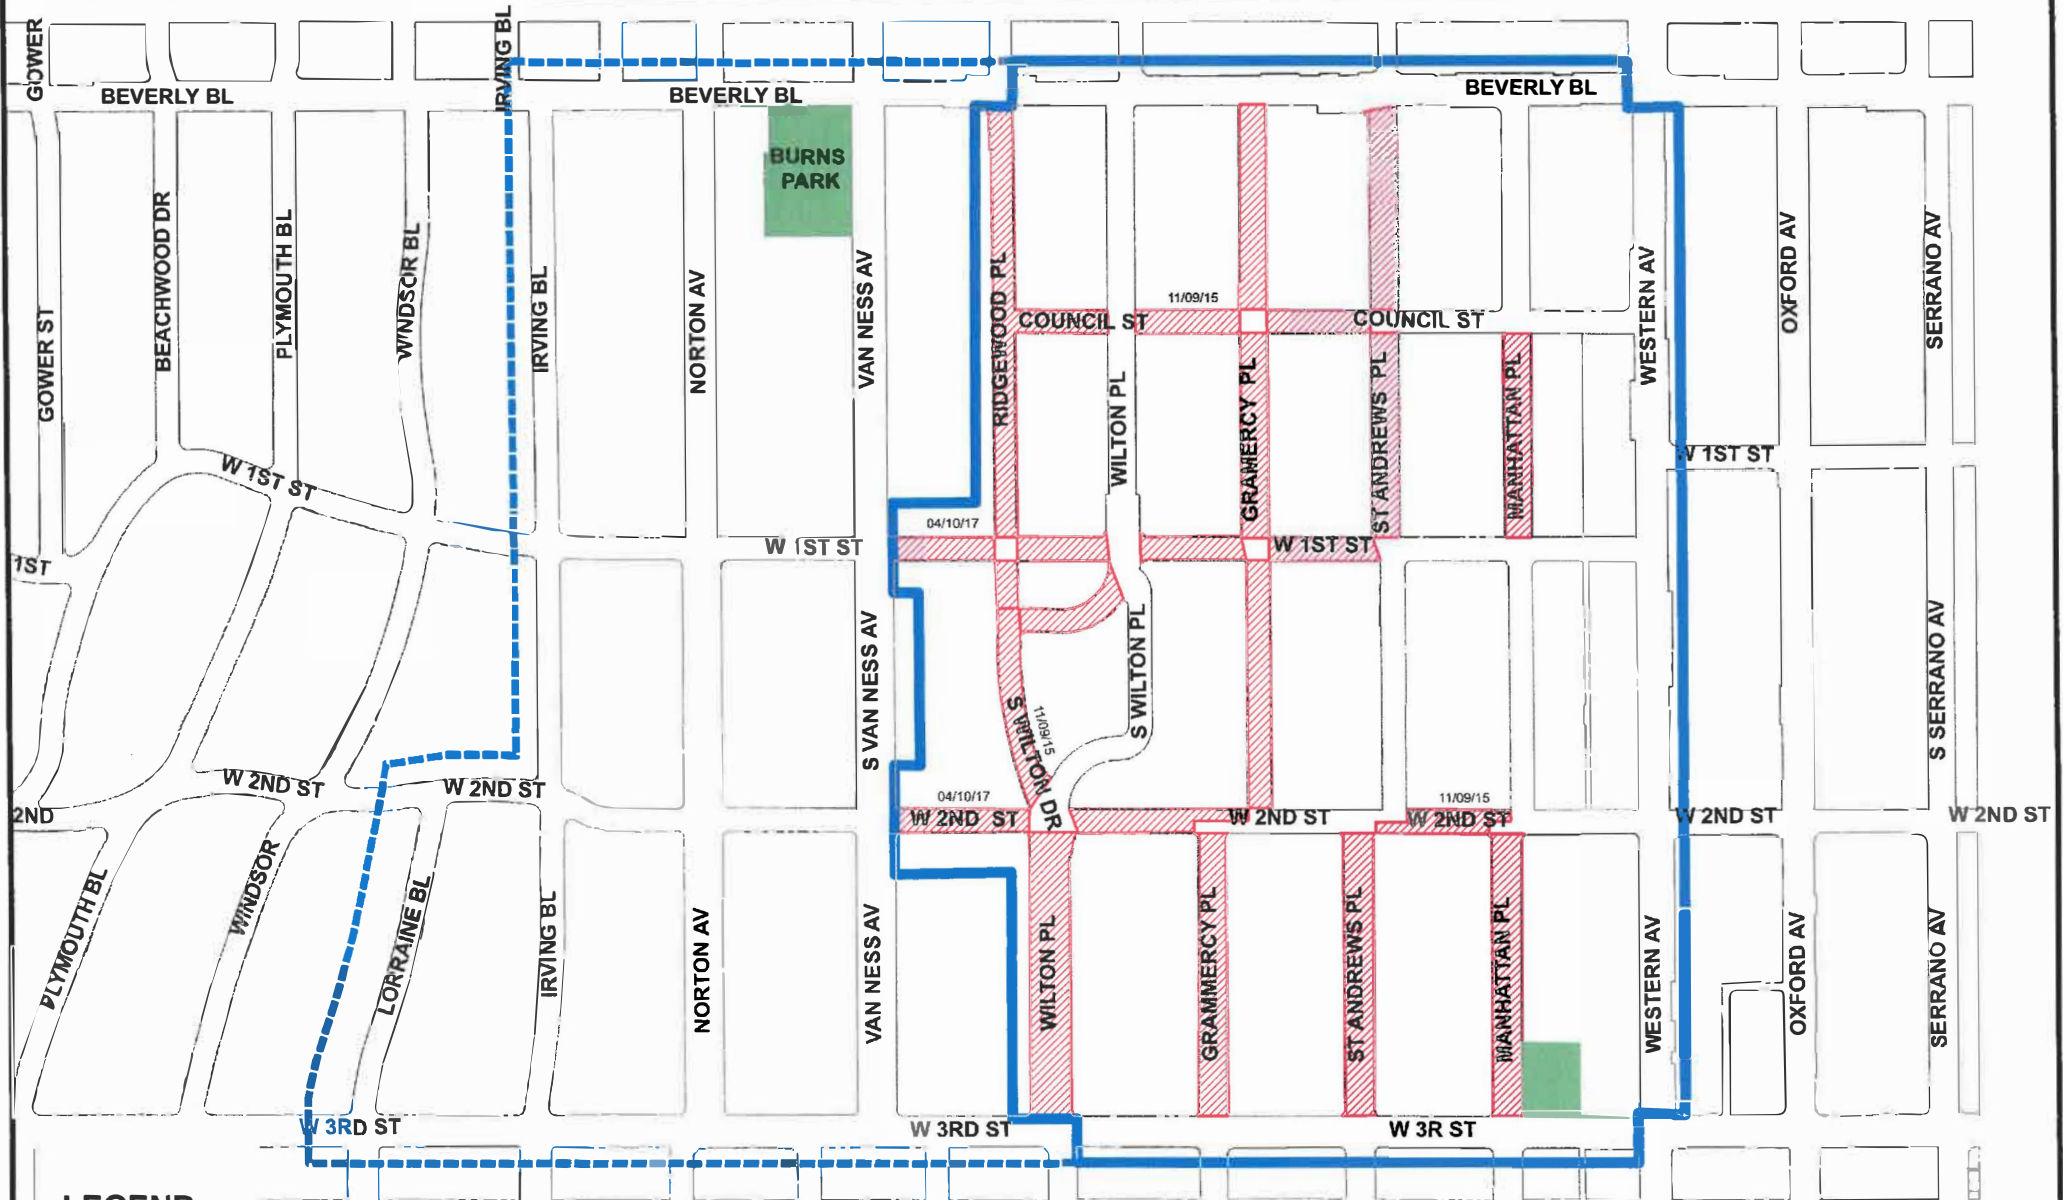 GOWER
IRVING BL
BEVERLY BL
BEVERLY BL
BEVERLY BL
BURNS
PARK
BEACHWOOD DR
PLYMOUTH BL
WINDSOR BL
GOWER ST
IRVING BL
NORTON AV
VAN NESS AV
RIDGEWOOD PL
11/09/15
COUNCIL ST
COUNCIL ST
WILTON PL
GRAMERCY PL
ST ANDREWS PL
MANHATTAN PL
WESTERN AV
OXFORD AV
SERRANO AV
W 1ST ST
W 1ST ST
04/10/17
W 1ST ST
W 1ST ST
1ST
S VAN NESS AV
S WILTON PL
S WILTON DR
11/09/15
S SERRANO AV
W 2ND ST
W 2ND ST
04/10/17
11/09/15
2ND
W 2ND ST
W 2ND ST
W 2ND ST
W 2ND ST
W 2ND ST
PLYMOUTH BL
WINDSOR
LORRAINE BL
IRVING BL
NORTON AV
VAN NESS AV
WILTON PL
GRAMMERCY PL
ST ANDREWS PL
MANHATTAN PL
WESTERN AV
OXFORD AV
SERRANO AV
W 3RD ST
W 3RD ST
W 3R ST
LEGEND